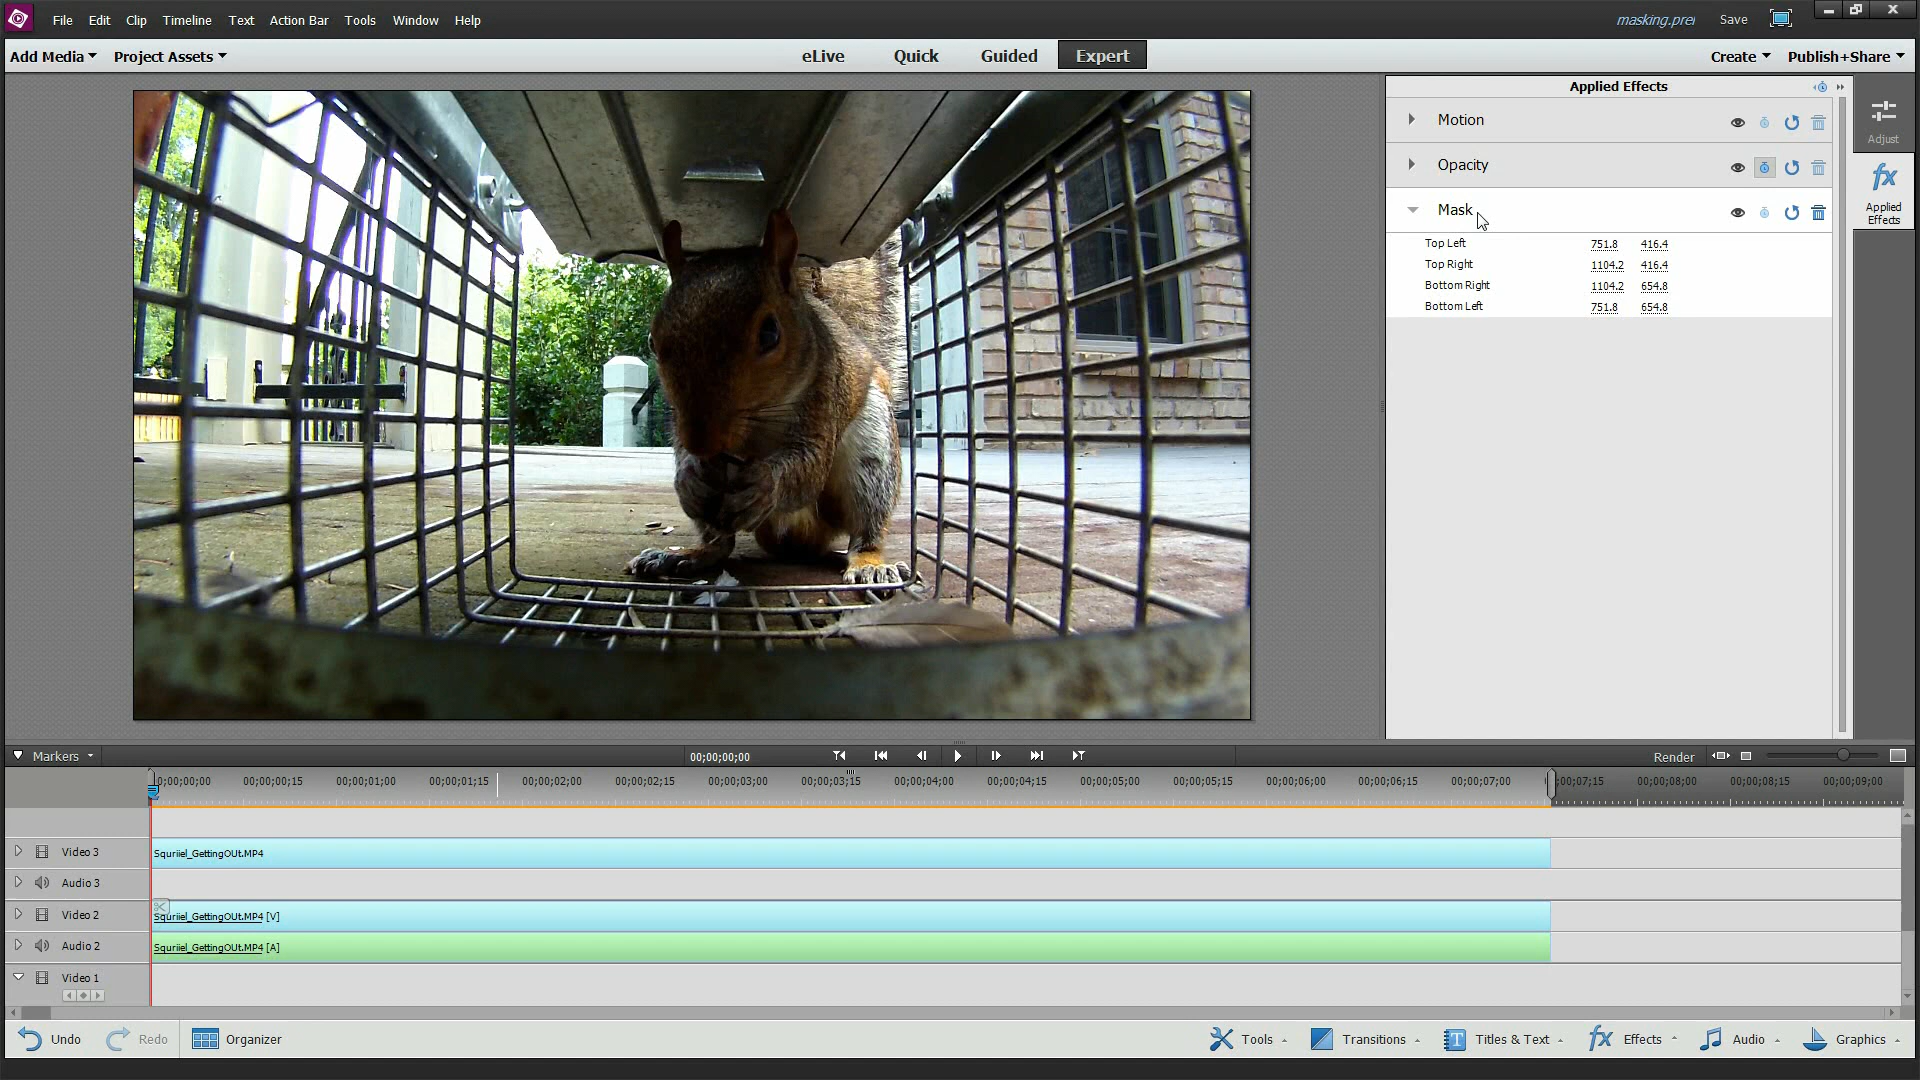 File Edit Clip Timeline Text Action Bar Tools Window Help masking.prel Save
Add Media Project Assets eLive Quick Guided Expert Create Publish+Share
Applied Effects
Motion
Opacity
Mask
Top Left 751.8 416.4
Top Right 1104.2 416.4
Bottom Right 1104.2 654.8
Bottom Left 751.8 654.8
Adjust
fx
Applied
Effects
Markers 00;00;00;00 Render
0;00;00;00 00;00;00;15 00;00;01;00 00;00;01;15 00;00;02;00 00;00;02;15 00;00;03;00 00;00;03;15 00;00;04;00 00;00;04;15 00;00;05;00 00;00;05;15 00;00;06;00 00;00;06;15 00;00;07;00 00;07;15 00;00;08;00 00;00;08;15 00;00;09;00
Video 3 Squriiel_GettingOUt.MP4
Audio 3
Video 2 Squriiel_GettingOUt.MP4 [V]
Audio 2 Squriiel_GettingOUt.MP4 [A]
Video 1
Undo Redo Organizer Tools Transitions T Titles & Text fx Effects Audio Graphics